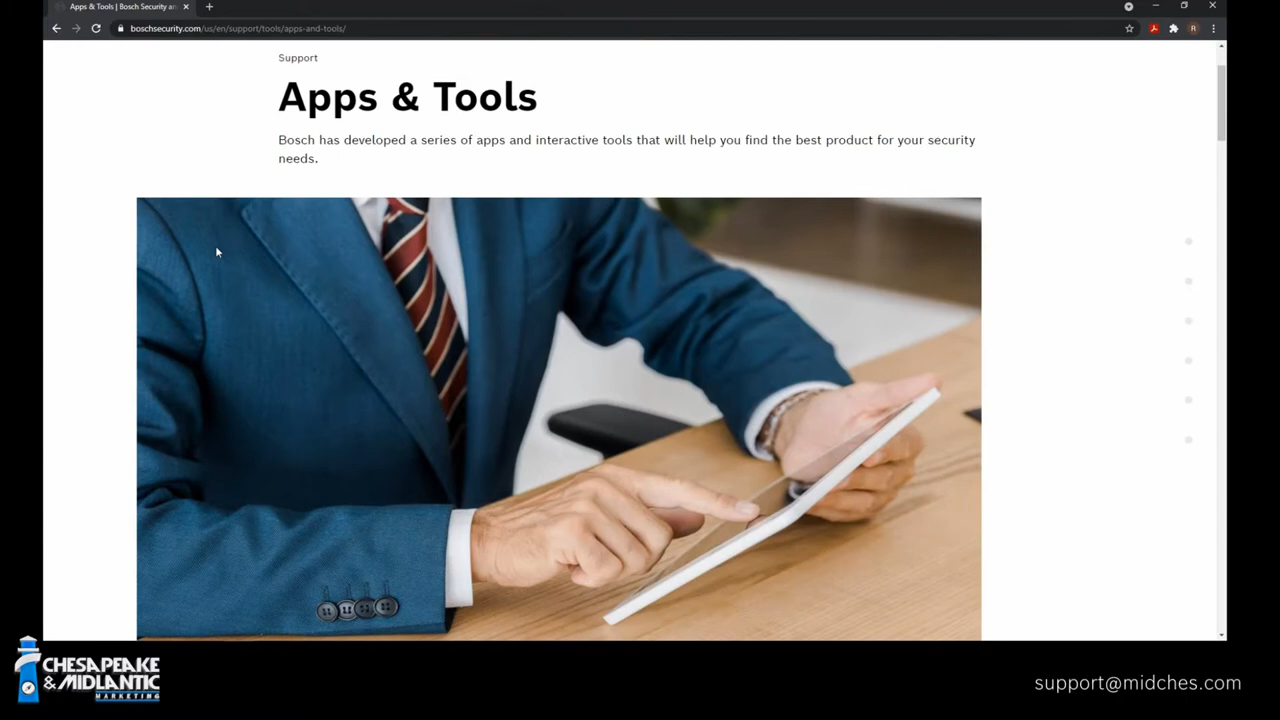 Apps & Tools | Bosch Security an
boschsecurity.com/us/en/support/tools/apps-and-tools/
R
Support
Apps & Tools
Bosch has developed a series of apps and interactive tools that will help you find the best product for your security
needs.
CHESAPEAKE
& MIDLANTIC
MARKETING
support@midches.com